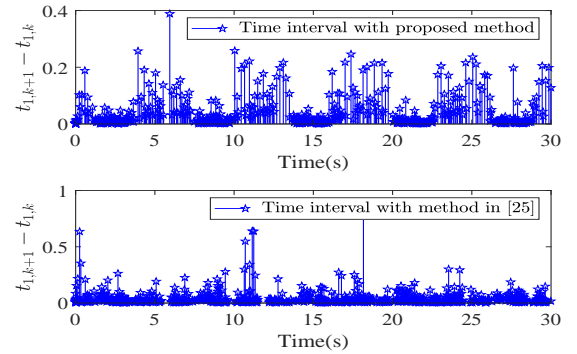 0.4
0.2
0
t_{1,k+1} − t_{1,k}
Time interval with proposed method
0 5 10 15 20 25 30
Time(s)
1
0.5
0
t_{1,k+1} − t_{1,k}
Time interval with method in [25]
0 5 10 15 20 25 30
Time(s)